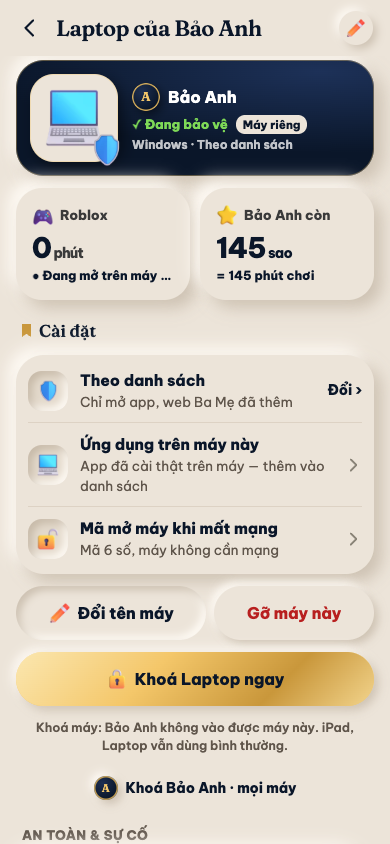 Laptop của Bảo Anh
A Bảo Anh
✓ Đang bảo vệ Máy riêng
Windows · Theo danh sách
Roblox
0 phút
• Đang mở trên máy ...
Bảo Anh còn
145 sao
= 145 phút chơi
Cài đặt
Theo danh sách
Chỉ mở app, web Ba Mẹ đã thêm
Đổi ›
Ứng dụng trên máy này
App đã cài thật trên máy — thêm vào
danh sách
Mã mở máy khi mất mạng
Mã 6 số, máy không cần mạng
Đổi tên máy
Gỡ máy này
Khoá Laptop ngay
Khoá máy: Bảo Anh không vào được máy này. iPad,
Laptop vẫn dùng bình thường.
A Khoá Bảo Anh · mọi máy
AN TOÀN & SỰ CỐ